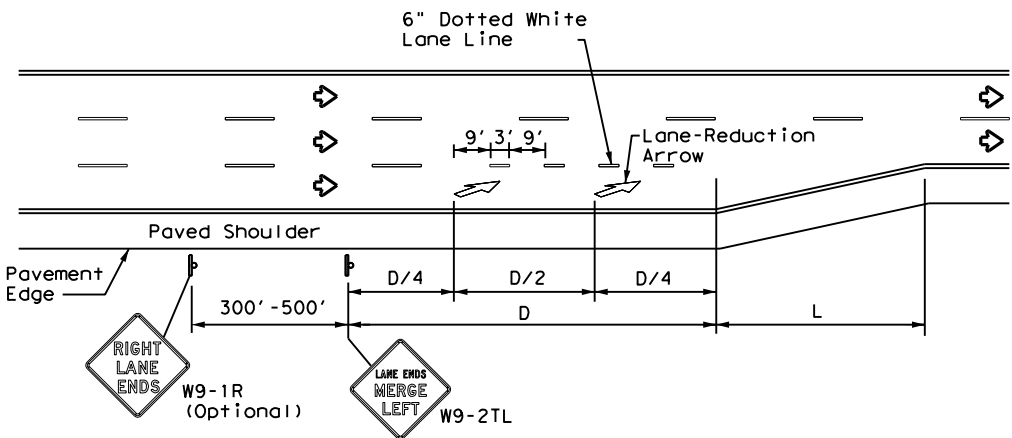 6" Dotted White
Lane Line
9' 3' 9'
Lane-Reduction
Arrow
Paved Shoulder
Pavement
Edge
D/4 D/2 D/4
300'-500' D L
RIGHT
LANE
ENDS
W9-1R
(Optional)
LANE ENDS
MERGE
LEFT
W9-2TL